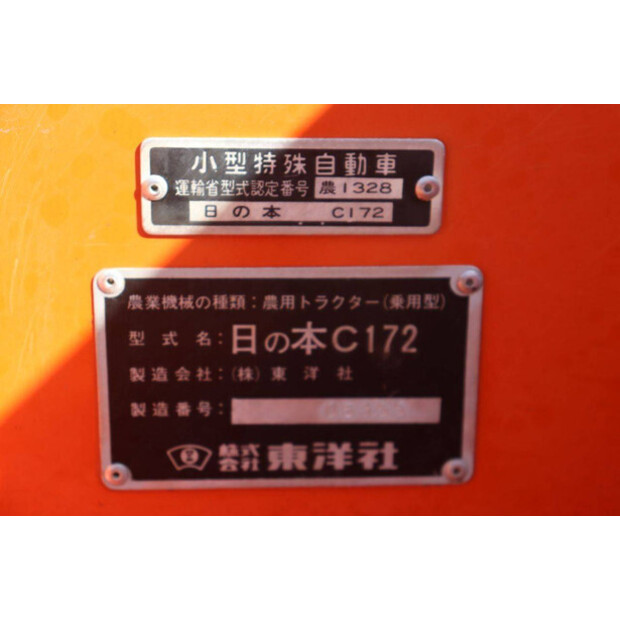 小型特殊自動車
運輸省型式認定番号 農1328
日の本 C172
農業機械の種類：農用トラクター（乗用型）
型式名：日の本C172
製造会社：（株）東洋社
製造番号：
株式会社 東洋社